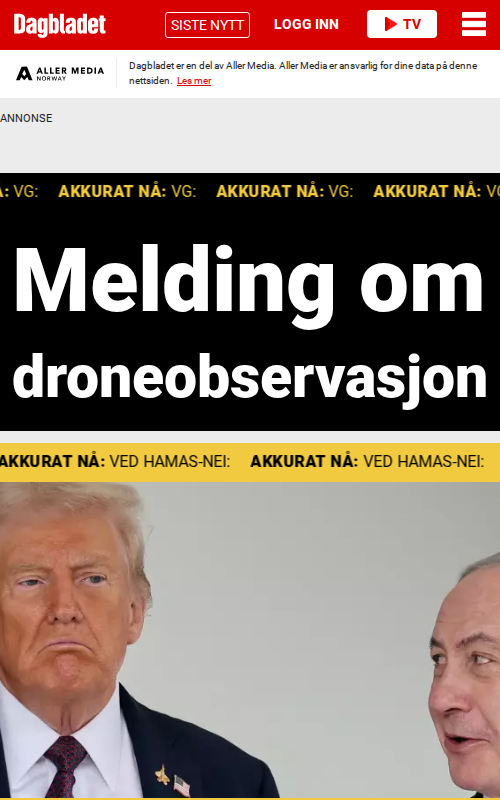 Dagbladet
SISTE NYTT
LOGG INN
TV
ALLER MEDIA
NORWAY
Dagbladet er en del av Aller Media. Aller Media er ansvarlig for dine data på denne
nettsiden. Les mer
ANNONSE
: VG: AKKURAT NÅ: VG: AKKURAT NÅ: VG: AKKURAT NÅ: VG
Melding om
droneobservasjon
AKKURAT NÅ: VED HAMAS-NEI: AKKURAT NÅ: VED HAMAS-NEI: